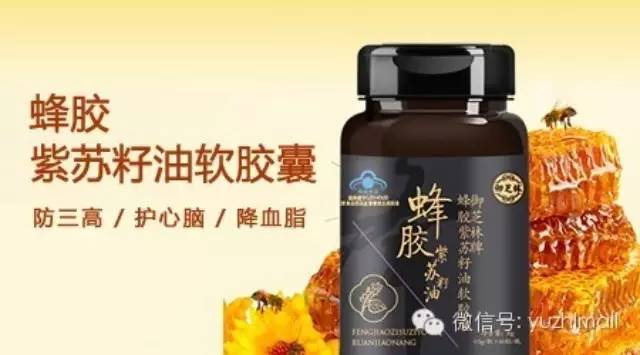 蜂胶
紫苏籽油软胶囊
防三高 / 护心脑 / 降血脂
御芝林牌
蜂胶紫苏籽油软胶
蜂胶
紫苏籽油
FENGJIAOZISUZIYOU
RUANJIAONANG
微信号: yuzhlmall